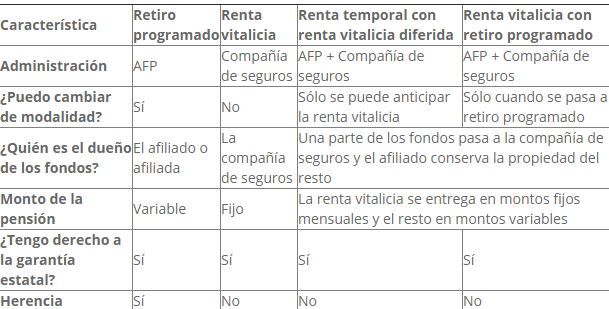 Característica
Retiro
programado
Renta
vitalicia
Renta temporal con
renta vitalicia diferida
Renta vitalicia con
retiro programado
Administración
AFP
Compañía
de seguros
AFP + Compañía de
seguros
AFP + Compañía de
seguros
¿Puedo cambiar
de modalidad?
Sí
No
Sólo se puede anticipar
la renta vitalicia
Sólo cuando se pasa a
retiro programado
¿Quién es el dueño
de los fondos?
El afiliado o
afiliada
La
compañía
de seguros
Una parte de los fondos pasa a la compañía de
seguros y el afiliado conserva la propiedad del
resto
Monto de la
pensión
Variable
Fijo
La renta vitalicia se entrega en montos fijos
mensuales y el resto en montos variables
¿Tengo derecho a
la garantía
estatal?
Sí
Sí
Sí
Sí
Herencia
Sí
No
No
No